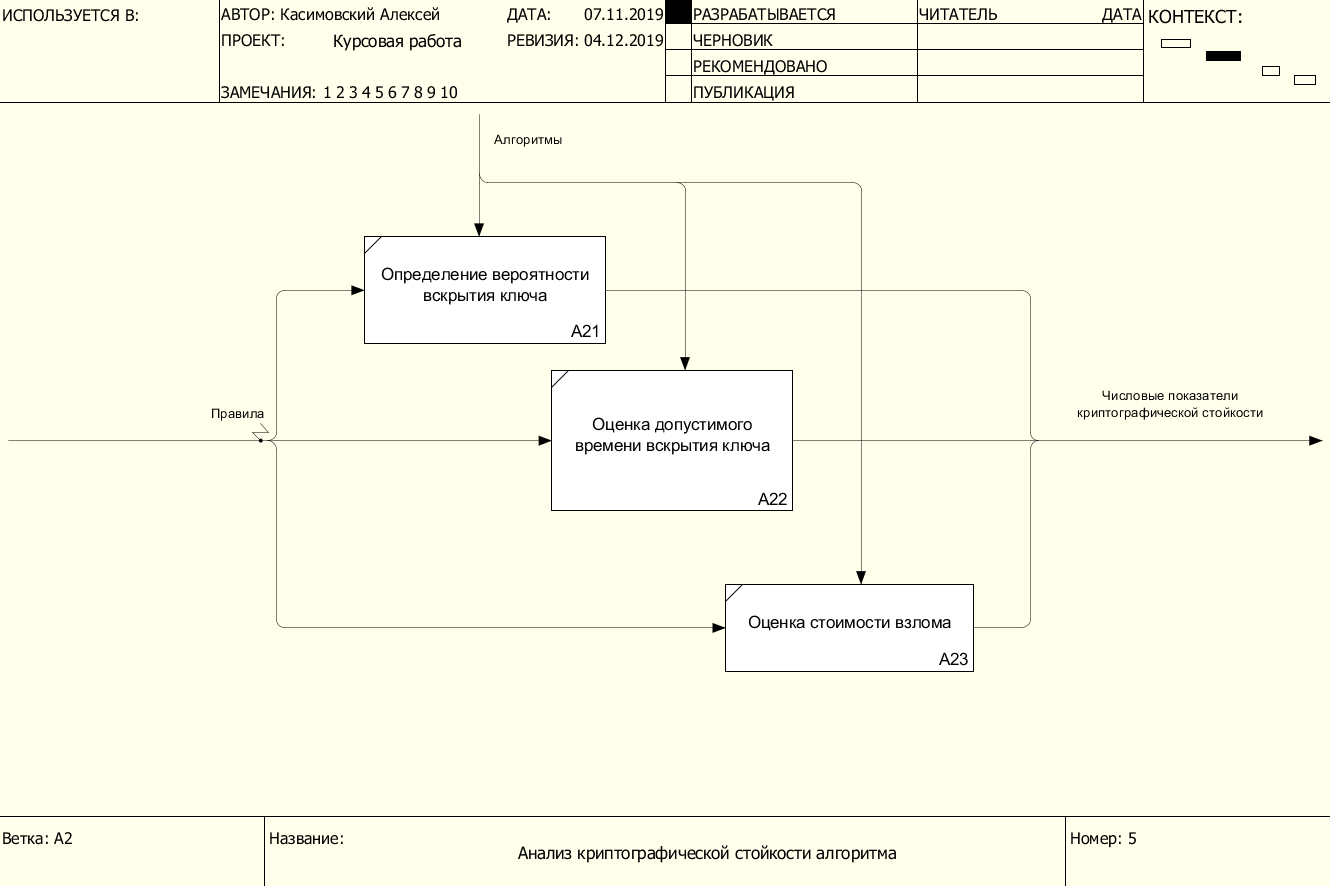 ИСПОЛЬЗУЕТСЯ В:
АВТОР: Касимовский Алексей
ДАТА: 07.11.2019
ПРОЕКТ: Курсовая работа
РЕВИЗИЯ: 04.12.2019
ЗАМЕЧАНИЯ: 1 2 3 4 5 6 7 8 9 10
РАЗРАБАТЫВАЕТСЯ
ЧЕРНОВИК
РЕКОМЕНДОВАНО
ПУБЛИКАЦИЯ
ЧИТАТЕЛЬ
ДАТА
КОНТЕКСТ:
Алгоритмы
Определение вероятности
вскрытия ключа
A21
Правила
Оценка допустимого
времени вскрытия ключа
A22
Числовые показатели
криптографической стойкости
Оценка стоимости взлома
A23
Ветка: A2
Название:
Анализ криптографической стойкости алгоритма
Номер: 5